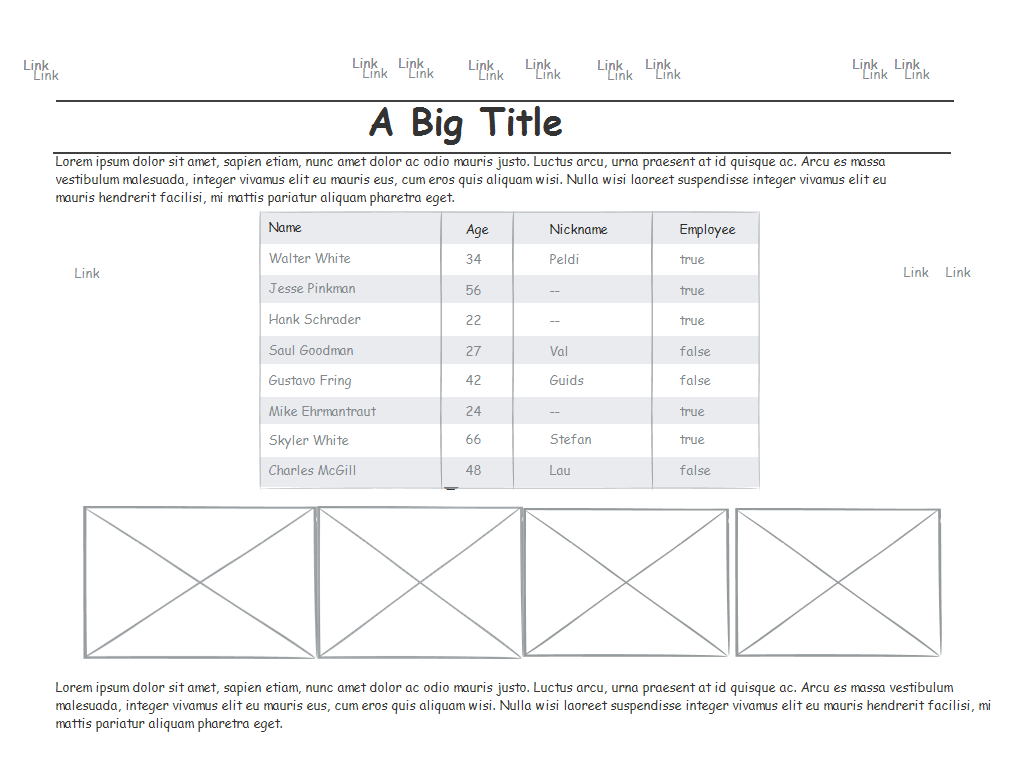 Link Link Link Link Link Link Link Link Link
Link Link Link Link Link Link Link Link Link
A Big Title
Lorem ipsum dolor sit amet, sapien etiam, nunc amet dolor ac odio mauris justo. Luctus arcu, urna praesent at id quisque ac. Arcu es massa
vestibulum malesuada, integer vivamus elit eu mauris eus, cum eros quis aliquam wisi. Nulla wisi laoreet suspendisse integer vivamus elit eu
mauris hendrerit facilisi, mi mattis pariatur aliquam pharetra eget.
Name Age Nickname Employee
Walter White 34 Peldi true
Link Link Link
Jesse Pinkman 56 -- true
Hank Schrader 22 -- true
Saul Goodman 27 Val false
Gustavo Fring 42 Guids false
Mike Ehrmantraut 24 -- true
Skyler White 66 Stefan true
Charles McGill 48 Lau false
Lorem ipsum dolor sit amet, sapien etiam, nunc amet dolor ac odio mauris justo. Luctus arcu, urna praesent at id quisque ac. Arcu es massa vestibulum
malesuada, integer vivamus elit eu mauris eus, cum eros quis aliquam wisi. Nulla wisi laoreet suspendisse integer vivamus elit eu mauris hendrerit facilisi, mi
mattis pariatur aliquam pharetra eget.